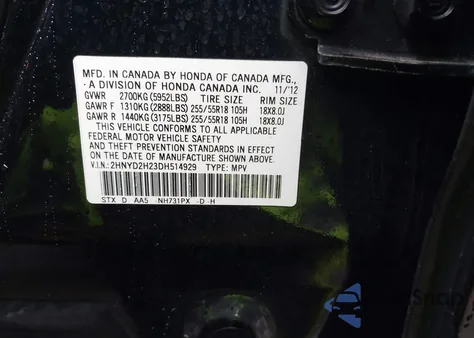 MFD. IN CANADA BY HONDA OF CANADA MFG.,
- A DIVISION OF HONDA CANADA INC. 11/'12
GVWR 2700KG (5952LBS) TIRE SIZE RIM SIZE
GAWR F 1310KG (2888LBS) 255/55R18 105H 18X8.0J
GAWR R 1440KG (3175LBS) 255/55R18 105H 18X8.0J
THIS VEHICLE CONFORMS TO ALL APPLICABLE
FEDERAL MOTOR VEHICLE SAFETY
AND THEFT PREVENTION STANDARDS IN EFFECT ON
THE DATE OF MANUFACTURE SHOWN ABOVE.
V.I.N.: 2HNYD2H23DH514929 TYPE: MPV
STX D AA5 NH731PX -D -H